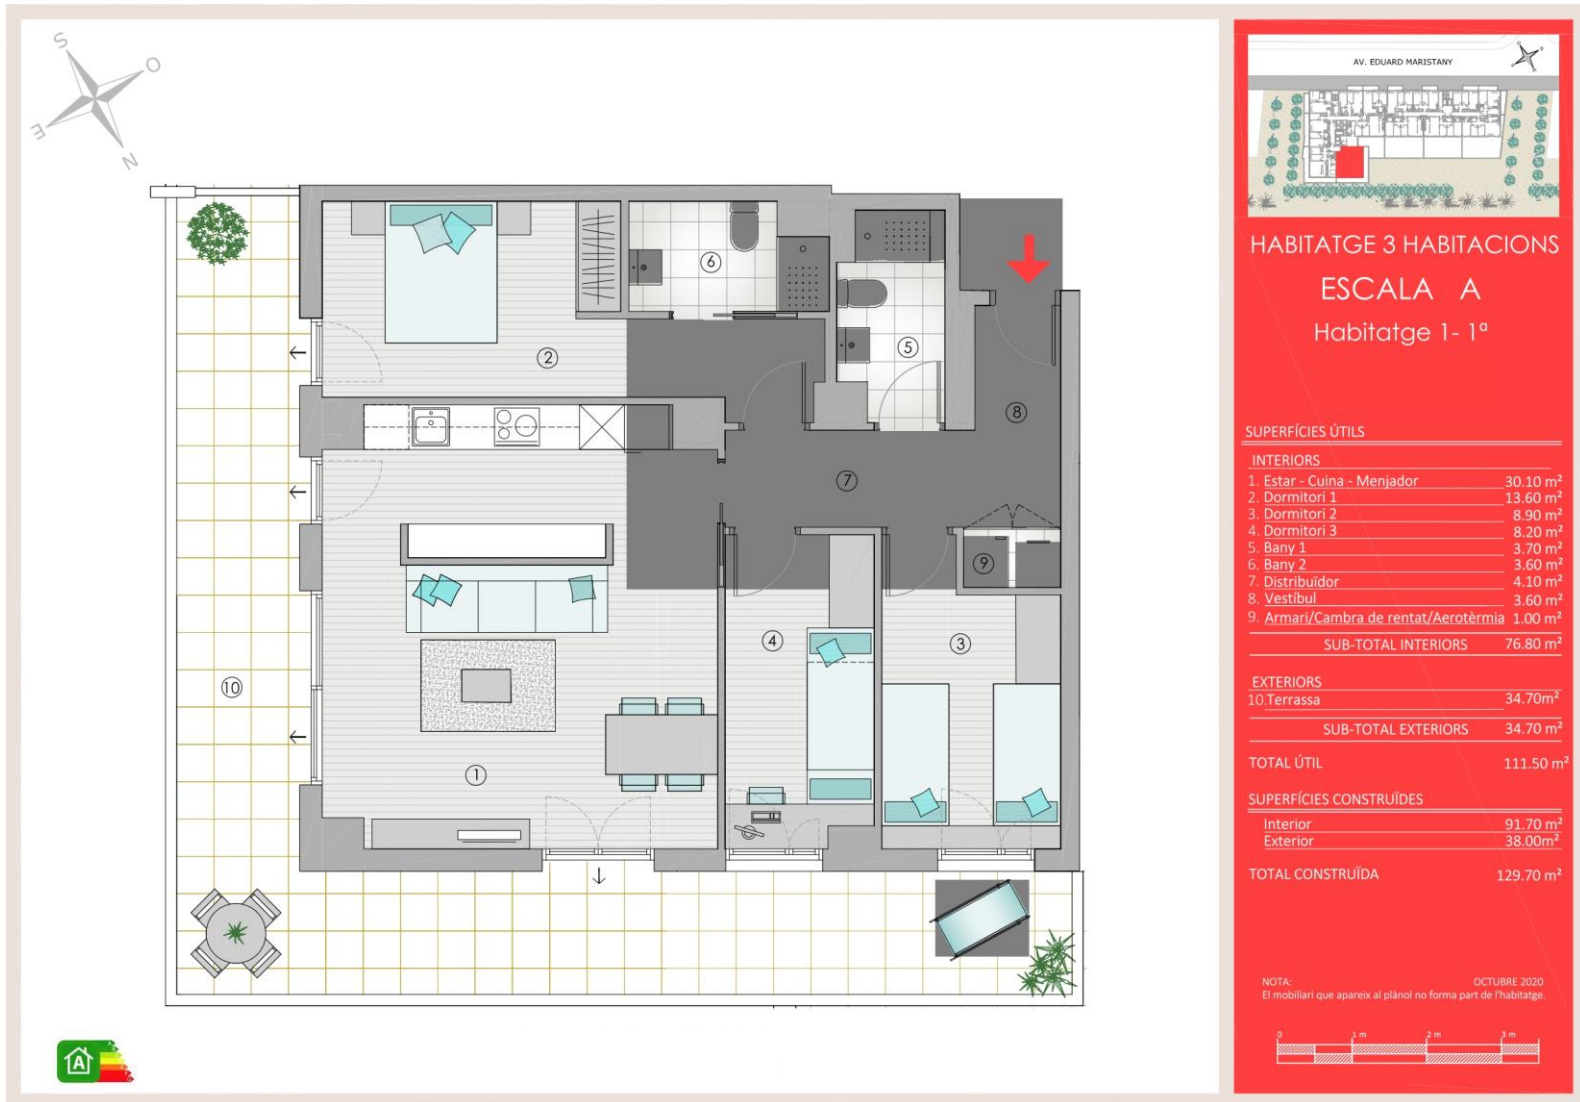 S
O
E
N
2
6
5
8
7
9
4
3
10
1
A
AV. EDUARD MARISTANY
HABITATGE 3 HABITACIONS
ESCALA A
Habitatge 1- 1ª
SUPERFÍCIES ÚTILS
INTERIORS
1. Estar - Cuina - Menjador 30.10 m²
2. Dormitori 1 13.60 m²
3. Dormitori 2 8.90 m²
4. Dormitori 3 8.20 m²
5. Bany 1 3.70 m²
6. Bany 2 3.60 m²
7. Distribuïdor 4.10 m²
8. Vestíbul 3.60 m²
9. Armari/Cambra de rentat/Aerotèrmia 1.00 m²
SUB-TOTAL INTERIORS 76.80 m²
EXTERIORS
10.Terrassa 34.70m²
SUB-TOTAL EXTERIORS 34.70 m²
TOTAL ÚTIL 111.50 m²
SUPERFÍCIES CONSTRUÏDES
Interior 91.70 m²
Exterior 38.00m²
TOTAL CONSTRUÏDA 129.70 m²
NOTA: OCTUBRE 2020
El mobiliari que apareix al plànol no forma part de l'habitatge.
0 1 m 2 m 3 m